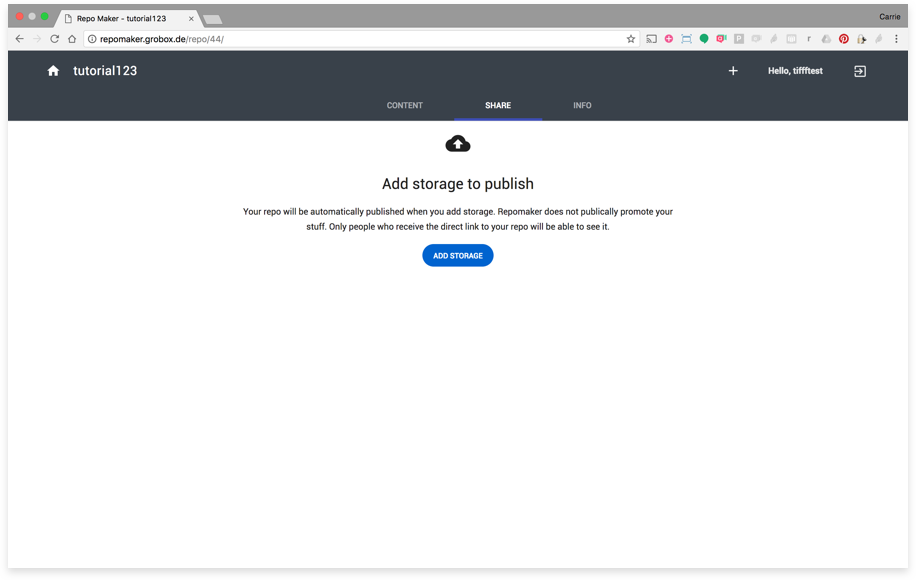 Repo Maker - tutorial123
Carrie
repomaker.grobox.de/repo/44/
tutorial123
Hello, tiffftest
CONTENT SHARE INFO
Add storage to publish
Your repo will be automatically published when you add storage. Repomaker does not publically promote your
stuff. Only people who receive the direct link to your repo will be able to see it.
ADD STORAGE